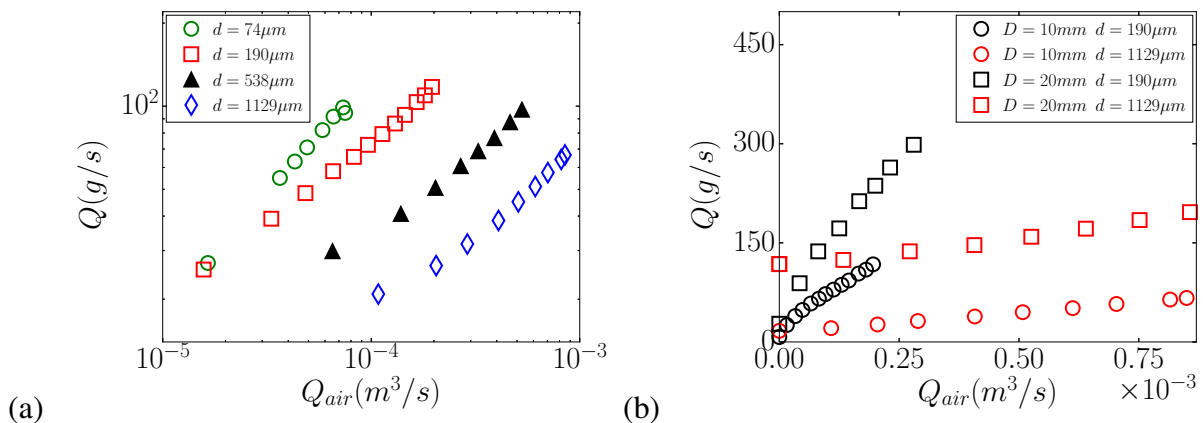 d = 74μm
d = 190μm
d = 538μm
d = 1129μm
10^2
Q(g/s)
10^-5
10^-4
10^-3
Q_air(m^3/s)
(a)
D = 10mm d = 190μm
D = 10mm d = 1129μm
D = 20mm d = 190μm
D = 20mm d = 1129μm
450
300
150
0
Q(g/s)
0.00
0.25
0.50
0.75
Q_air(m^3/s)
×10^-3
(b)